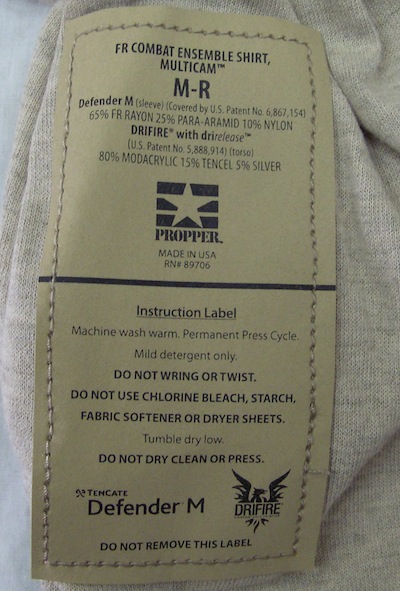 FR COMBAT ENSEMBLE SHIRT,
MULTICAM™
M-R
Defender M (sleeve) (Covered by U.S. Patent No. 6,867,154)
65% FR RAYON 25% PARA-ARAMID 10% NYLON
DRIFIRE® with drirelease™
(U.S. Patent No. 5,888,914) (torso)
80% MODACRYLIC 15% TENCEL 5% SILVER
PROPPER™
MADE IN USA
RN# 89706
Instruction Label
Machine wash warm. Permanent Press Cycle.
Mild detergent only.
DO NOT WRING OR TWIST.
DO NOT USE CHLORINE BLEACH, STARCH,
FABRIC SOFTENER OR DRYER SHEETS.
Tumble dry low.
DO NOT DRY CLEAN OR PRESS.
TENCATE
Defender M
DRIFIRE
DO NOT REMOVE THIS LABEL